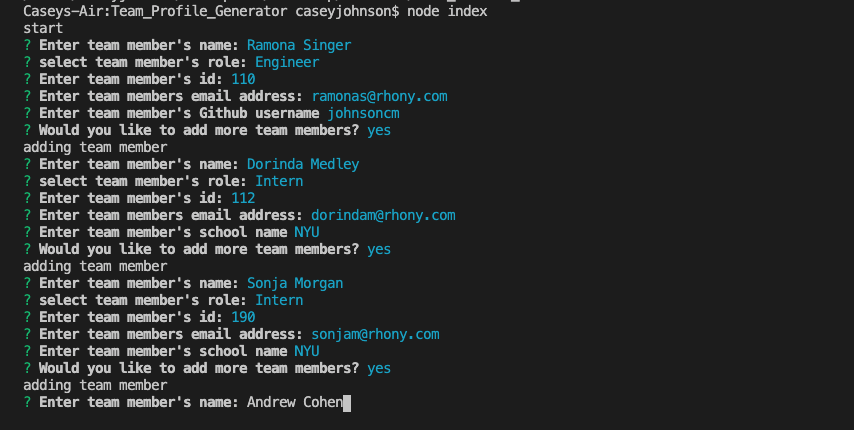 Caseys-Air:Team_Profile_Generator caseyjohnson$ node index
start
? Enter team member's name: Ramona Singer
? select team member's role: Engineer
? Enter team member's id: 110
? Enter team members email address: ramonas@rhony.com
? Enter team member's Github username johnsoncm
? Would you like to add more team members? yes
adding team member
? Enter team member's name: Dorinda Medley
? select team member's role: Intern
? Enter team member's id: 112
? Enter team members email address: dorindam@rhony.com
? Enter team member's school name NYU
? Would you like to add more team members? yes
adding team member
? Enter team member's name: Sonja Morgan
? select team member's role: Intern
? Enter team member's id: 190
? Enter team members email address: sonjam@rhony.com
? Enter team member's school name NYU
? Would you like to add more team members? yes
adding team member
? Enter team member's name: Andrew Cohen